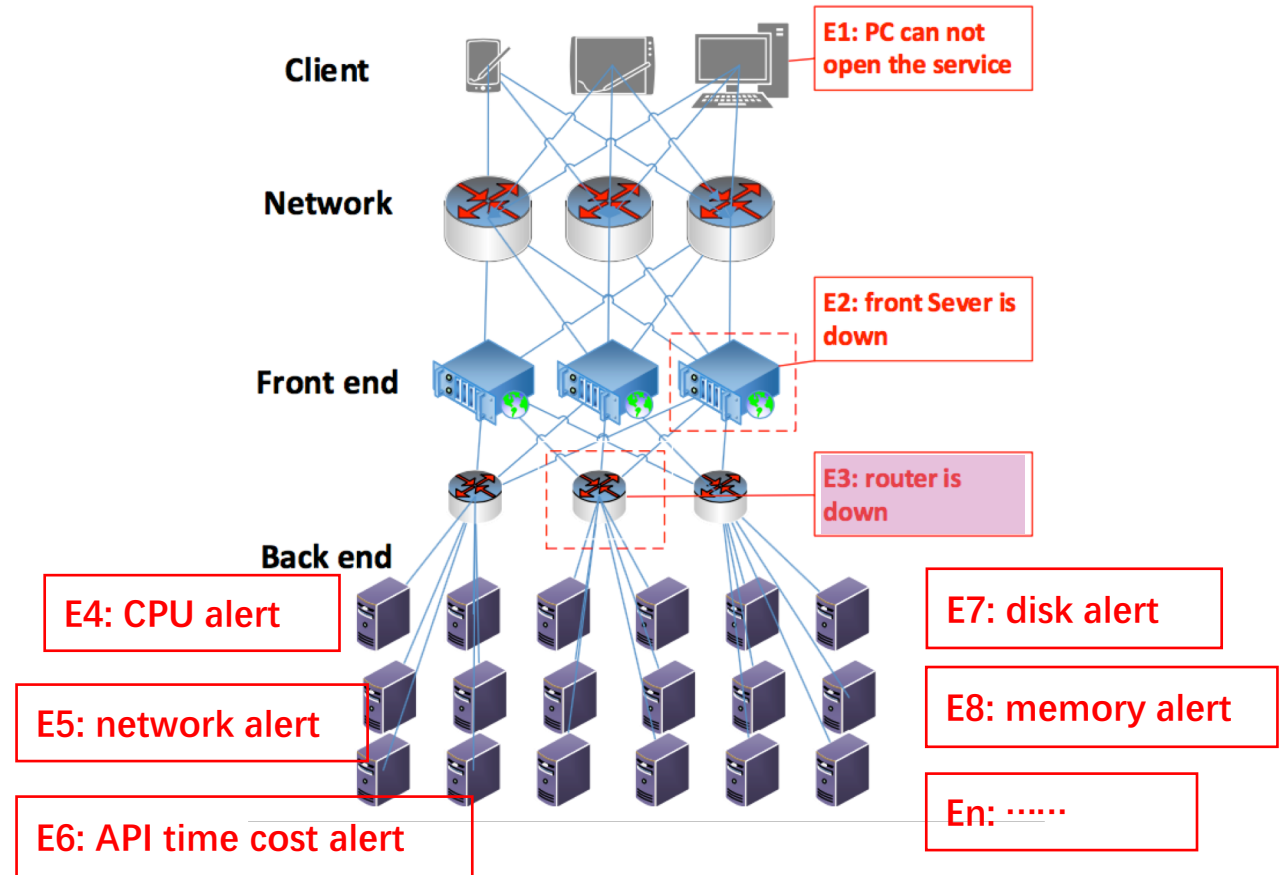 Client
E1: PC can not
open the service
Network
E2: front Sever is
down
Front end
E3: router is
down
Back end
E4: CPU alert
E7: disk alert
E5: network alert
E8: memory alert
E6: API time cost alert
En: ……